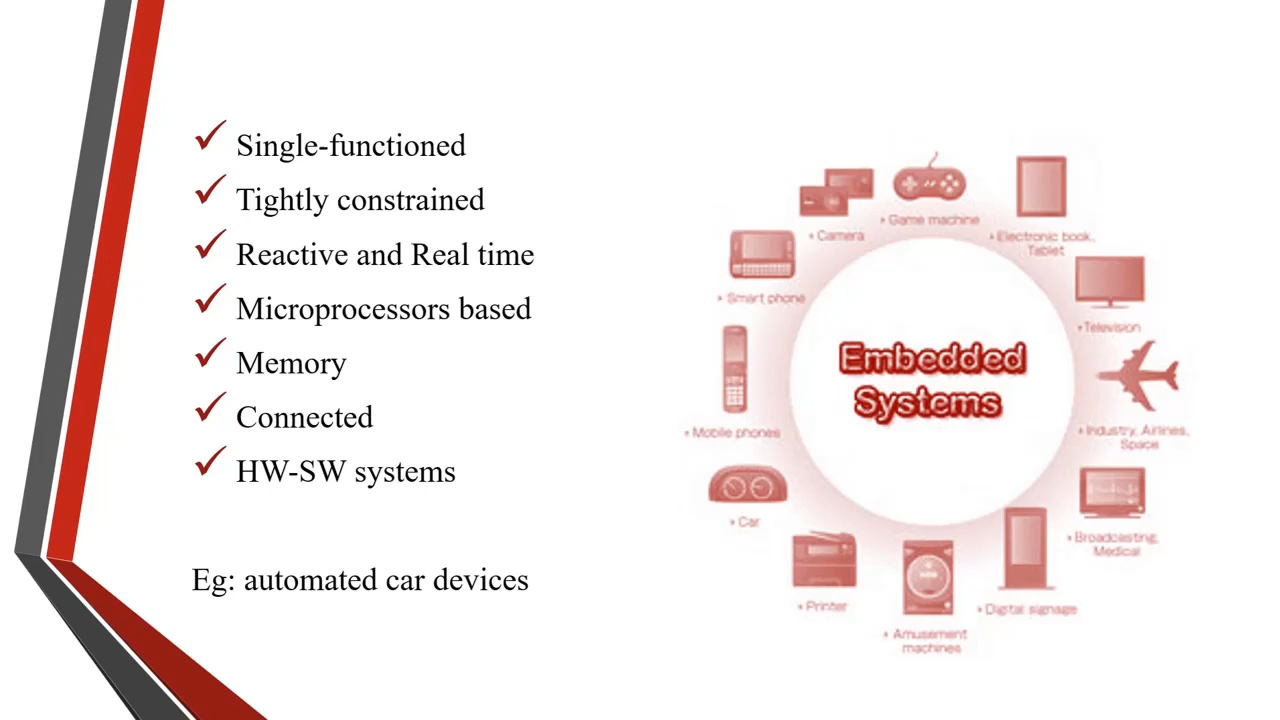 Single-functioned
Tightly constrained
Reactive and Real time
Microprocessors based
Memory
Connected
HW-SW systems
Eg: automated car devices
Embedded
Systems
Game machine
Electronic book,
Tablet
Television
Industry, Airlines,
Space
Broadcasting,
Medical
Digital signage
Amusement
machines
Printer
Car
Mobile phones
Smart phone
Camera